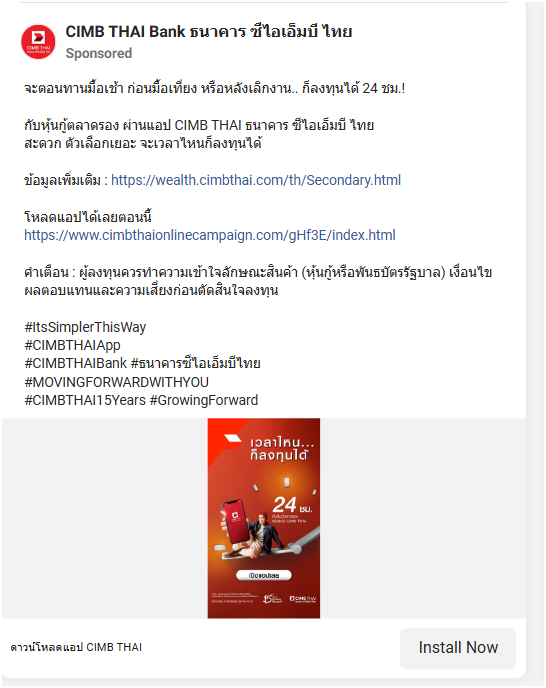 CIMB THAI
CIMB THAI Bank ธนาคาร ซีไอเอ็มบี ไทย
Sponsored
จะตอนทานมื้อเช้า ก่อนมื้อเที่ยง หรือหลังเลิกงาน.. ก็ลงทุนได้ 24 ชม.!
กับหุ้นกู้ตลาดรอง ผ่านแอป CIMB THAI ธนาคาร ซีไอเอ็มบี ไทย
สะดวก ตัวเลือกเยอะ จะเวลาไหนก็ลงทุนได้
ข้อมูลเพิ่มเติม : https://wealth.cimbthai.com/th/Secondary.html
โหลดแอปได้เลยตอนนี้
https://www.cimbthaionlinecampaign.com/gHf3E/index.html
คำเตือน : ผู้ลงทุนควรทำความเข้าใจลักษณะสินค้า (หุ้นกู้หรือพันธบัตรรัฐบาล) เงื่อนไข
ผลตอบแทนและความเสี่ยงก่อนตัดสินใจลงทุน
#ItsSimplerThisWay
#CIMBTHAIApp
#CIMBTHAIBank #ธนาคารซีไอเอ็มบีไทย
#MOVINGFORWARDWITHYOU
#CIMBTHAI15Years #GrowingForward
เวลาไหน...
ก็ลงทุนได้
24 ชม.
เปิดแอปเลย
MOVING FORWARD WITH YOU
CIMB THAI
ดาวน์โหลดแอป CIMB THAI
Install Now